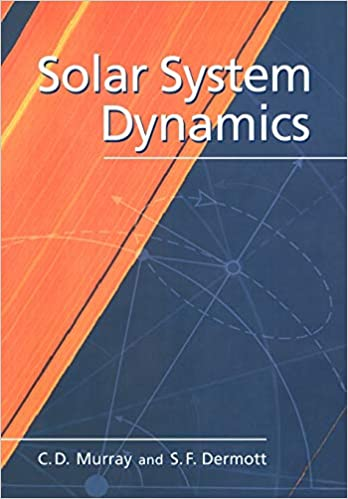 Solar System
Dynamics
C.D. Murray and S.F. Dermott